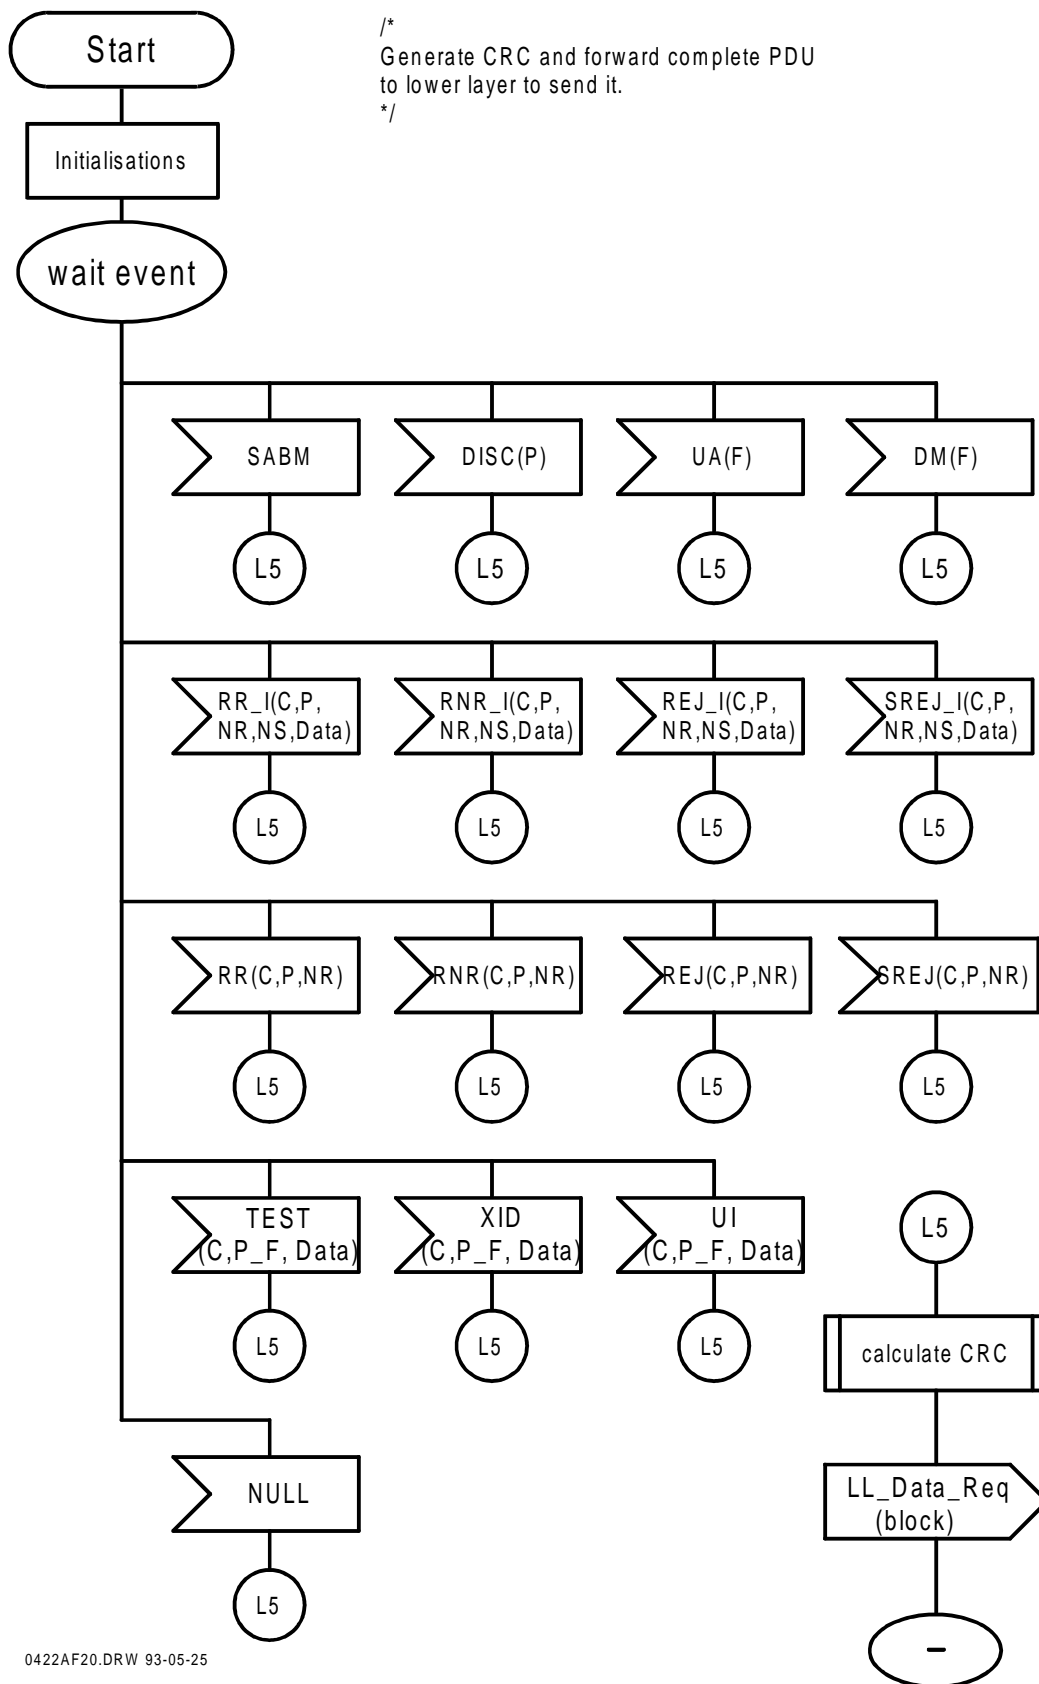 Start
/*
Generate CRC and forward complete PDU
to lower layer to send it.
*/
Initialisations
wait event
SABM
DISC(P)
UA(F)
DM(F)
L5
L5
L5
L5
RR_I(C,P,
NR,NS,Data)
RNR_I(C,P,
NR,NS,Data)
REJ_I(C,P,
NR,NS,Data)
SREJ_I(C,P,
NR,NS,Data)
L5
L5
L5
L5
RR(C,P,NR)
RNR(C,P,NR)
REJ(C,P,NR)
SREJ(C,P,NR)
L5
L5
L5
L5
TEST
(C,P_F, Data)
XID
(C,P_F, Data)
UI
(C,P_F, Data)
L5
L5
L5
L5
calculate CRC
NULL
LL_Data_Req
(block)
L5
-
0422AF20.DRW 93-05-25